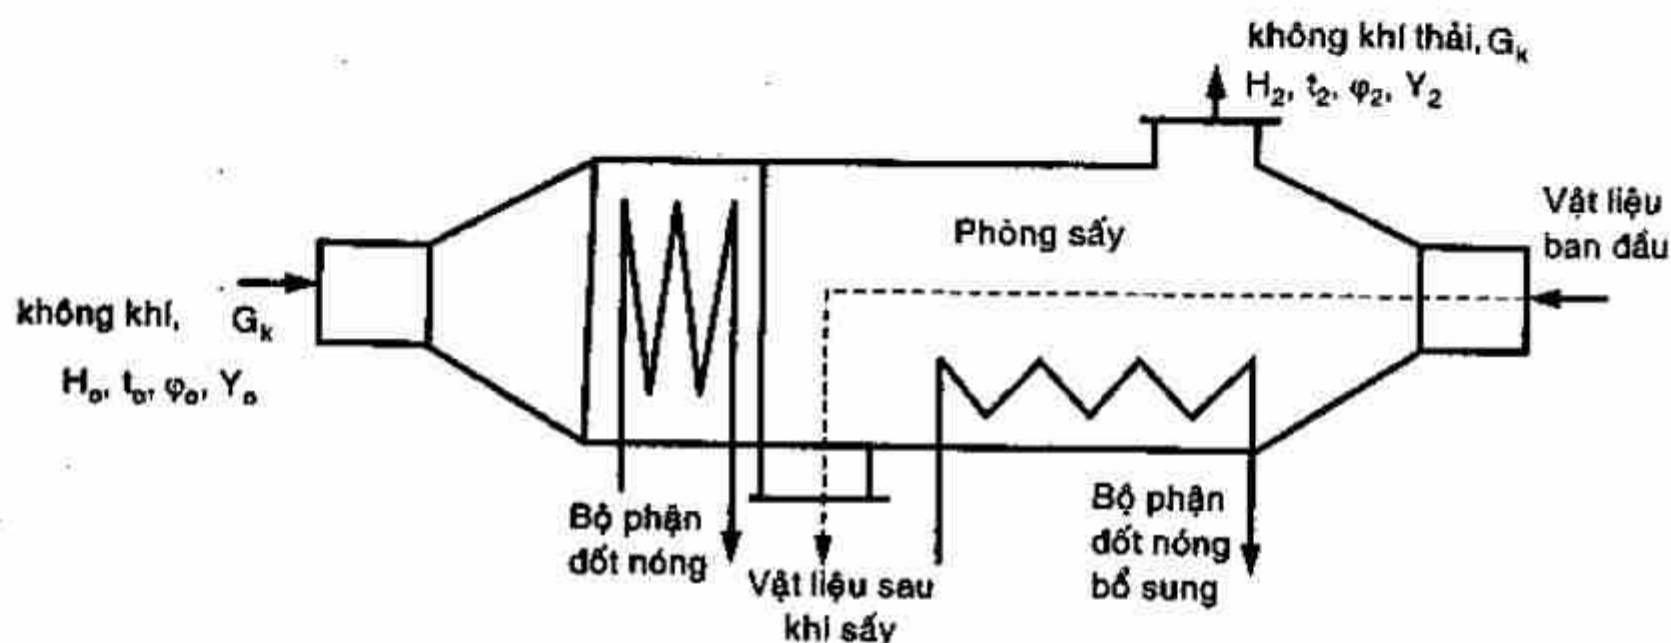 không khí thải, Gk
H2, t2, φ2, Y2
Vật liệu
ban đầu
Phòng sấy
không khí, Gk
Ho, to, φo, Yo
Bộ phận
đốt nóng
Vật liệu sau
khi sấy
Bộ phận
đốt nóng
bổ sung